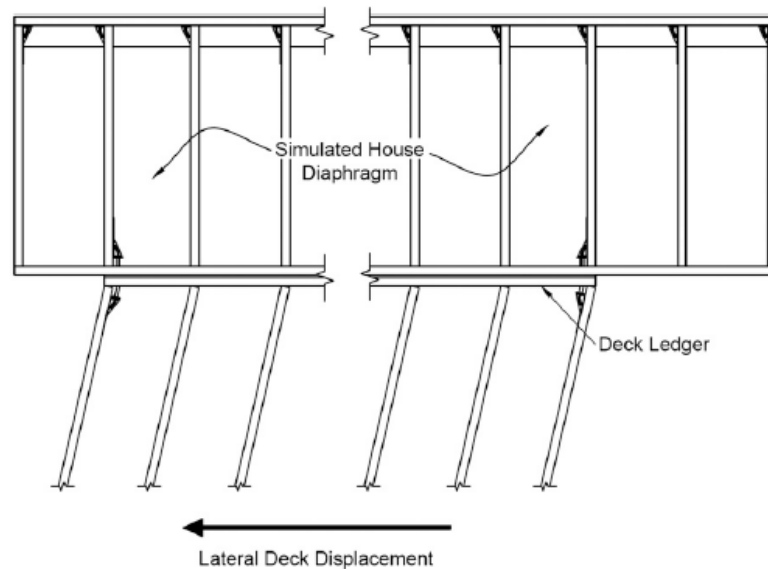 Simulated House
Diaphragm
Deck Ledger
Lateral Deck Displacement